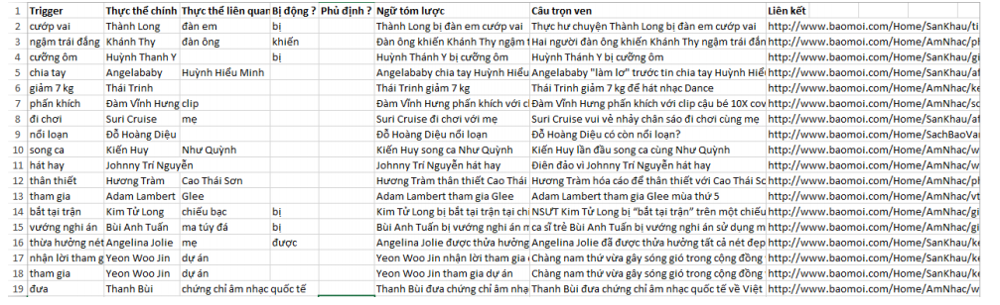 1 Trigger Thực thể chính Thực thể liên quan Bị động ? Phủ định ? Ngữ tóm lược Câu trọn ven Liên kết
2 cướp vai Thành Long đàn em bị Thành Long bị đàn em cướp vai Thực hư chuyện Thành Long bị đàn em cướp vai http://www.baomoi.com/Home/SanKhau/ti
3 ngậm trái đắng Khánh Thy đàn ông khiến Đàn ông khiến Khánh Thy ngậm t Hai người đàn ông khiến Khánh Thy ngậm trái đắn http://www.baomoi.com/Home/AmNhac/ph
4 cưỡng ôm Huỳnh Thanh Y bị Huỳnh Thánh Y bị cưỡng ôm Huỳnh Thánh Y bị cưỡng ôm http://www.baomoi.com/Home/SanKhau/gi
5 chia tay Angelababy Huỳnh Hiểu Minh Angelababy chia tay Huỳnh Hiểu Angelababy "làm lơ" trước tin chia tay Huỳnh Hiể http://www.baomoi.com/Home/SanKhau/af
6 giảm 7 kg Thái Trinh Thái Trinh giảm 7 kg Thái Trinh giảm 7 kg để hát nhạc Dance http://www.baomoi.com/Home/AmNhac/ke
7 phấn khích Đàm Vĩnh Hưng clip Đàm Vĩnh Hưng phấn khích với cl Đàm Vĩnh Hưng phấn khích với clip cậu bé 10X cov http://www.baomoi.com/Home/AmNhac/so
8 đi chơi Suri Cruise mẹ Suri Cruise đi chơi với mẹ Suri Cruise vui vẻ nhảy chân sáo đi chơi cùng mẹ http://www.baomoi.com/Home/SanKhau/af
9 nổi loạn Đỗ Hoàng Diệu Đỗ Hoàng Diệu nổi loạn Đỗ Hoàng Diệu có còn nổi loạn? http://www.baomoi.com/Home/SachBaoVan
10 song ca Kiến Huy Như Quỳnh Kiến Huy song ca Như Quỳnh Kiến Huy lần đầu song ca cùng Như Quỳnh http://www.baomoi.com/Home/AmNhac/w
11 hát hay Johnny Trí Nguyễn Johnny Trí Nguyễn hát hay Điên đảo vì Johnny Trí Nguyễn hát hay http://www.baomoi.com/Home/AmNhac/w
12 thân thiết Hương Tràm Cao Thái Sơn Hương Tràm thân thiết Cao Thái Hương Tràm hóa cáo để thân thiết với Cao Thái Sơ http://www.baomoi.com/Home/AmNhac/ph
13 tham gia Adam Lambert Glee Adam Lambert tham gia Glee Adam Lambert tham gia Glee mùa thứ 5 http://www.baomoi.com/Home/AmNhac/vt
14 bắt tại trận Kim Tử Long chiếu bạc bị Kim Tử Long bị bắt tại trận tại chi NSƯT Kim Tử Long bị “bắt tại trận” trên một chiếu http://www.baomoi.com/Home/AmNhac/gi
15 vướng nghi án Bùi Anh Tuấn ma túy đá bị Bùi Anh Tuấn bị vướng nghi án m ca sĩ trẻ Bùi Anh Tuấn bị vướng nghi án sử dụng m http://www.baomoi.com/Home/AmNhac/gi
16 thừa hưởng nét Angelina Jolie mẹ được Angelina Jolie được thừa hưởng Angelina Jolie đã được thừa hưởng tất cả nét đẹp http://www.baomoi.com/Home/SanKhau/ke
17 nhận lời tham g Yeon Woo Jin dự án Yeon Woo Jin nhận lời tham gia c Chàng nam thứ vừa gây sóng gió trong cộng đồng http://www.baomoi.com/Home/SanKhau/ke
18 tham gia Yeon Woo Jin dự án Yeon Woo Jin tham gia dự án Chàng nam thứ vừa gây sóng gió trong cộng đồng http://www.baomoi.com/Home/SanKhau/ke
19 đưa Thanh Bùi chứng chỉ âm nhạc quốc tế Thanh Bùi đưa chứng chỉ âm nhạ Thanh Bùi đưa chứng chỉ âm nhạc quốc tế về Việt http://www.baomoi.com/Home/AmNhac/w